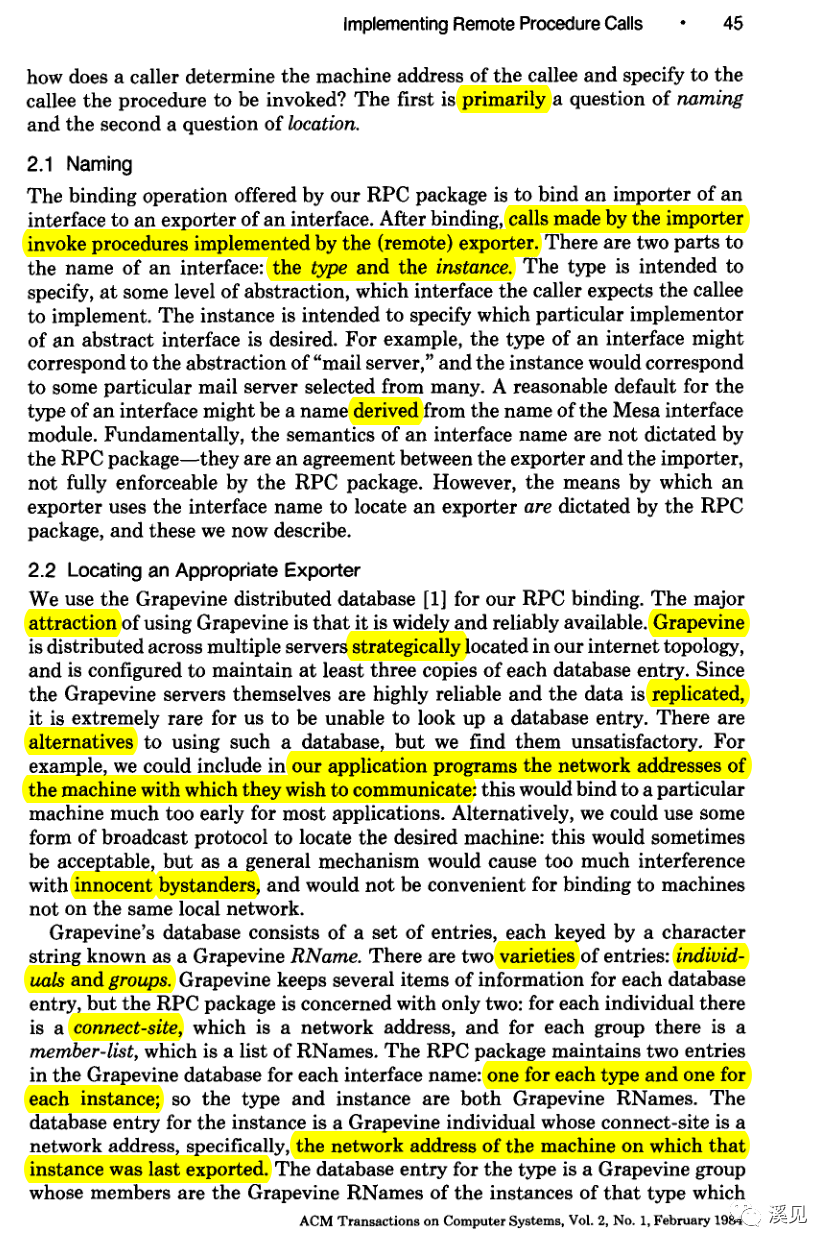 Implementing Remote Procedure Calls • 45
how does a caller determine the machine address of the callee and specify to the
callee the procedure to be invoked? The first is primarily a question of naming
and the second a question of location.
2.1 Naming
The binding operation offered by our RPC package is to bind an importer of an
interface to an exporter of an interface. After binding, calls made by the importer
invoke procedures implemented by the (remote) exporter. There are two parts to
the name of an interface: the type and the instance. The type is intended to
specify, at some level of abstraction, which interface the caller expects the callee
to implement. The instance is intended to specify which particular implementor
of an abstract interface is desired. For example, the type of an interface might
correspond to the abstraction of “mail server,” and the instance would correspond
to some particular mail server selected from many. A reasonable default for the
type of an interface might be a name derived from the name of the Mesa interface
module. Fundamentally, the semantics of an interface name are not dictated by
the RPC package—they are an agreement between the exporter and the importer,
not fully enforceable by the RPC package. However, the means by which an
exporter uses the interface name to locate an exporter are dictated by the RPC
package, and these we now describe.
2.2 Locating an Appropriate Exporter
We use the Grapevine distributed database [1] for our RPC binding. The major
attraction of using Grapevine is that it is widely and reliably available. Grapevine
is distributed across multiple servers strategically located in our internet topology,
and is configured to maintain at least three copies of each database entry. Since
the Grapevine servers themselves are highly reliable and the data is replicated,
it is extremely rare for us to be unable to look up a database entry. There are
alternatives to using such a database, but we find them unsatisfactory. For
example, we could include in our application programs the network addresses of
the machine with which they wish to communicate: this would bind to a particular
machine much too early for most applications. Alternatively, we could use some
form of broadcast protocol to locate the desired machine: this would sometimes
be acceptable, but as a general mechanism would cause too much interference
with innocent bystanders, and would not be convenient for binding to machines
not on the same local network.
Grapevine’s database consists of a set of entries, each keyed by a character
string known as a Grapevine RName. There are two varieties of entries: individ-
uals and groups. Grapevine keeps several items of information for each database
entry, but the RPC package is concerned with only two: for each individual there
is a connect-site, which is a network address, and for each group there is a
member-list, which is a list of RNames. The RPC package maintains two entries
in the Grapevine database for each interface name: one for each type and one for
each instance; so the type and instance are both Grapevine RNames. The
database entry for the instance is a Grapevine individual whose connect-site is a
network address, specifically, the network address of the machine on which that
instance was last exported. The database entry for the type is a Grapevine group
whose members are the Grapevine RNames of the instances of that type which
ACM Transactions on Computer Systems, Vol. 2, No. 1, February 1984
溪见